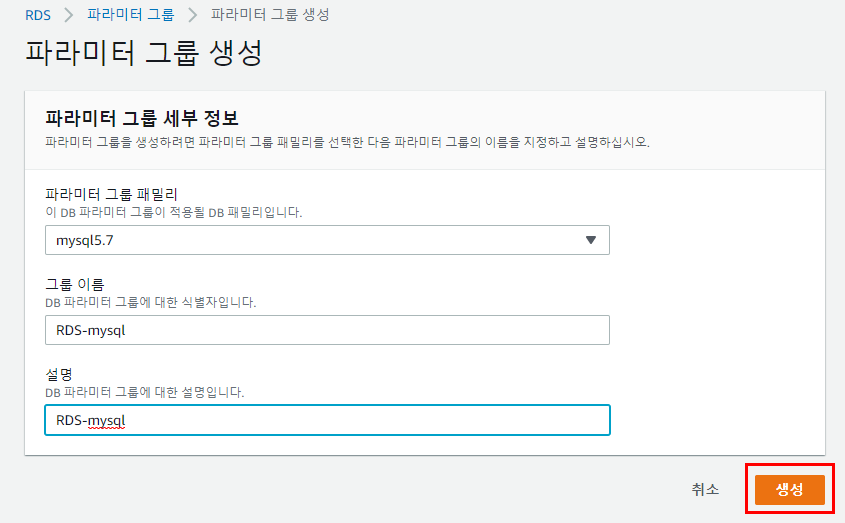 RDS > 파라미터 그룹 > 파라미터 그룹 생성
파라미터 그룹 생성
파라미터 그룹 세부 정보
파라미터 그룹을 생성하려면 파라미터 그룹 패밀리를 선택한 다음 파라미터 그룹의 이름을 지정하고 설명하십시오.
파라미터 그룹 패밀리
이 DB 파라미터 그룹이 적용될 DB 패밀리입니다.
mysql5.7
그룹 이름
DB 파라미터 그룹에 대한 식별자입니다.
RDS-mysql
설명
DB 파라미터 그룹에 대한 설명입니다.
RDS-mysql
취소 생성